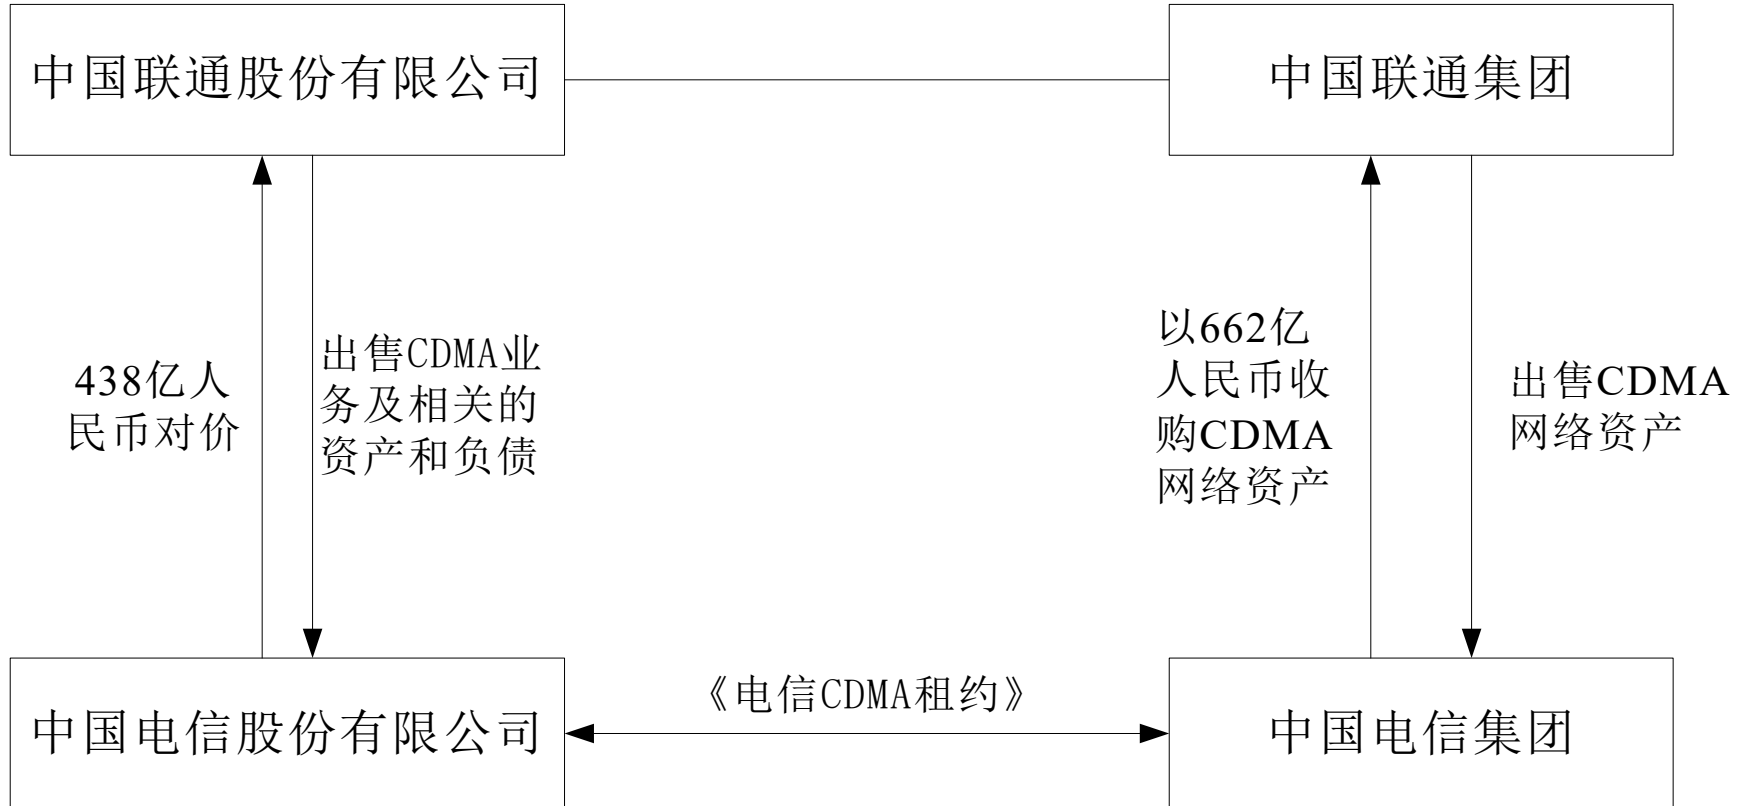 中国联通股份有限公司
中国联通集团
438亿人
民币对价
出售CDMA业
务及相关的
资产和负债
以662亿
人民币收
购CDMA
网络资产
出售CDMA
网络资产
《电信CDMA租约》
中国电信股份有限公司
中国电信集团